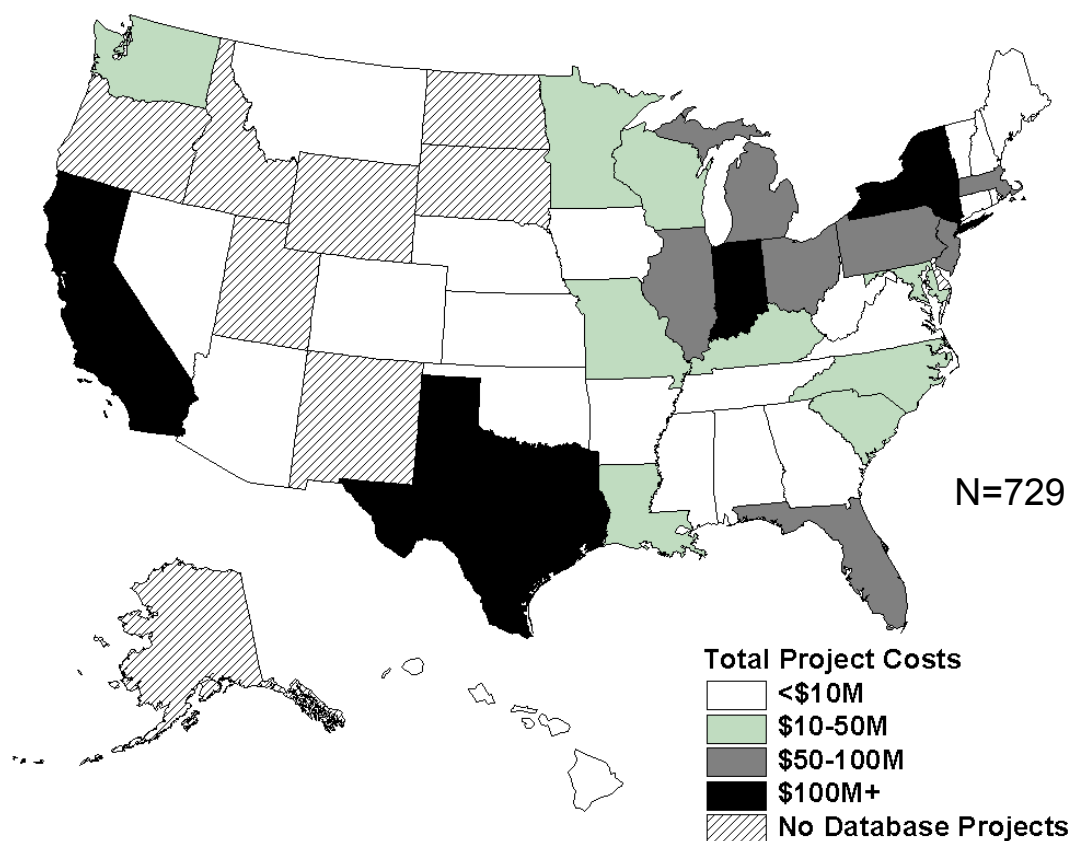 N=729
Total Project Costs
<$10M
$10-50M
$50-100M
$100M+
No Database Projects